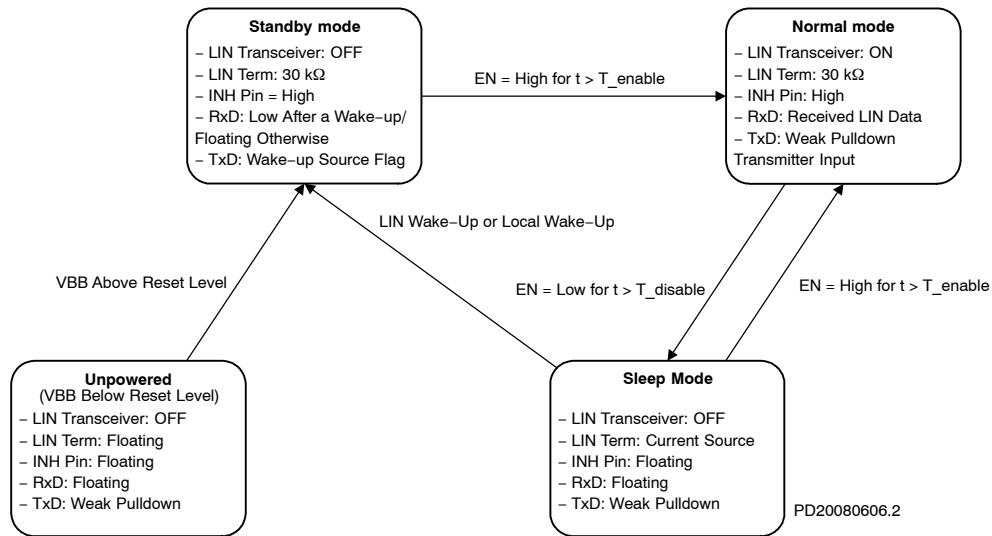 Standby mode
− LIN Transceiver: OFF
− LIN Term: 30 kΩ
− INH Pin = High
− RxD: Low After a Wake−up/
Floating Otherwise
− TxD: Wake−up Source Flag
EN = High for t > T_enable
Normal mode
− LIN Transceiver: ON
− LIN Term: 30 kΩ
− INH Pin: High
− RxD: Received LIN Data
− TxD: Weak Pulldown
Transmitter Input
LIN Wake−Up or Local Wake−Up
VBB Above Reset Level
EN = Low for t > T_disable
EN = High for t > T_enable
Unpowered
(VBB Below Reset Level)
− LIN Transceiver: OFF
− LIN Term: Floating
− INH Pin: Floating
− RxD: Floating
− TxD: Weak Pulldown
Sleep Mode
− LIN Transceiver: OFF
− LIN Term: Current Source
− INH Pin: Floating
− RxD: Floating
− TxD: Weak Pulldown
PD20080606.2